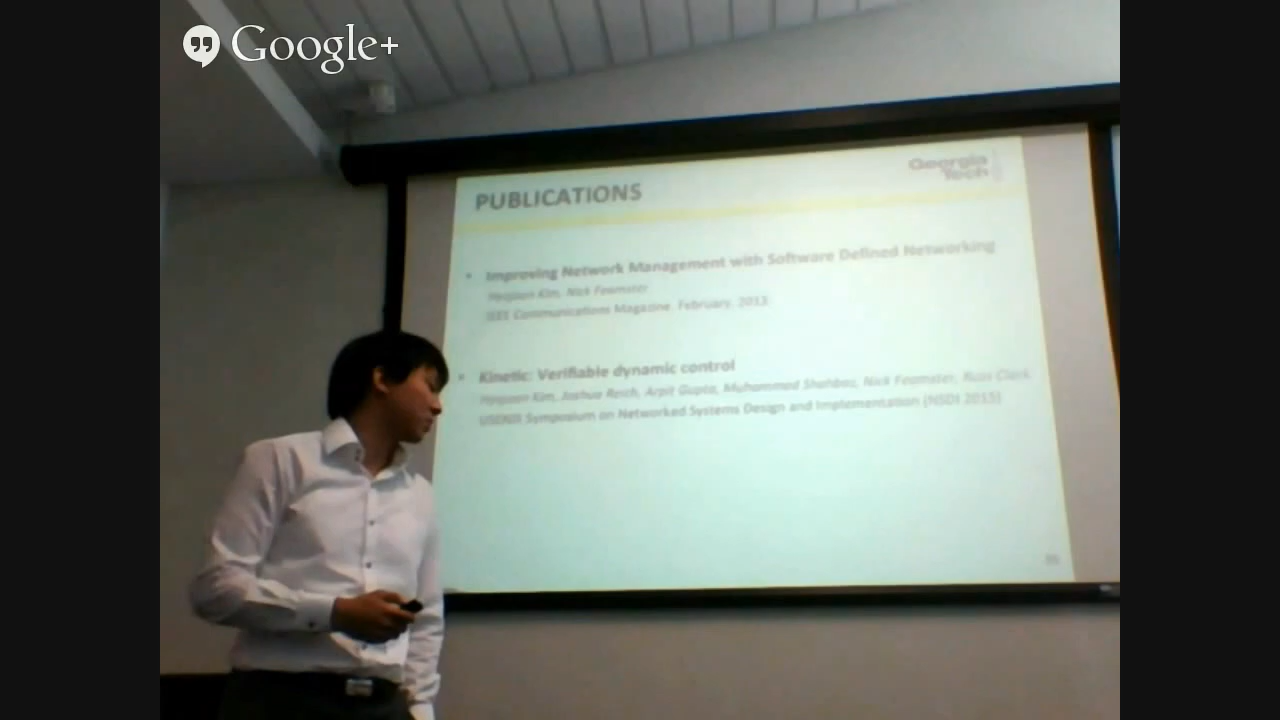 Google+
Georgia
Tech
PUBLICATIONS
• Improving Network Management with Software Defined Networking
Hyojoon Kim, Nick Feamster
IEEE Communications Magazine, February, 2013
• Kinetic: Verifiable dynamic control
Hyojoon Kim, Joshua Reich, Arpit Gupta, Muhammad Shahbaz, Nick Feamster, Russ Clark
USENIX Symposium on Networked Systems Design and Implementation (NSDI 2015)